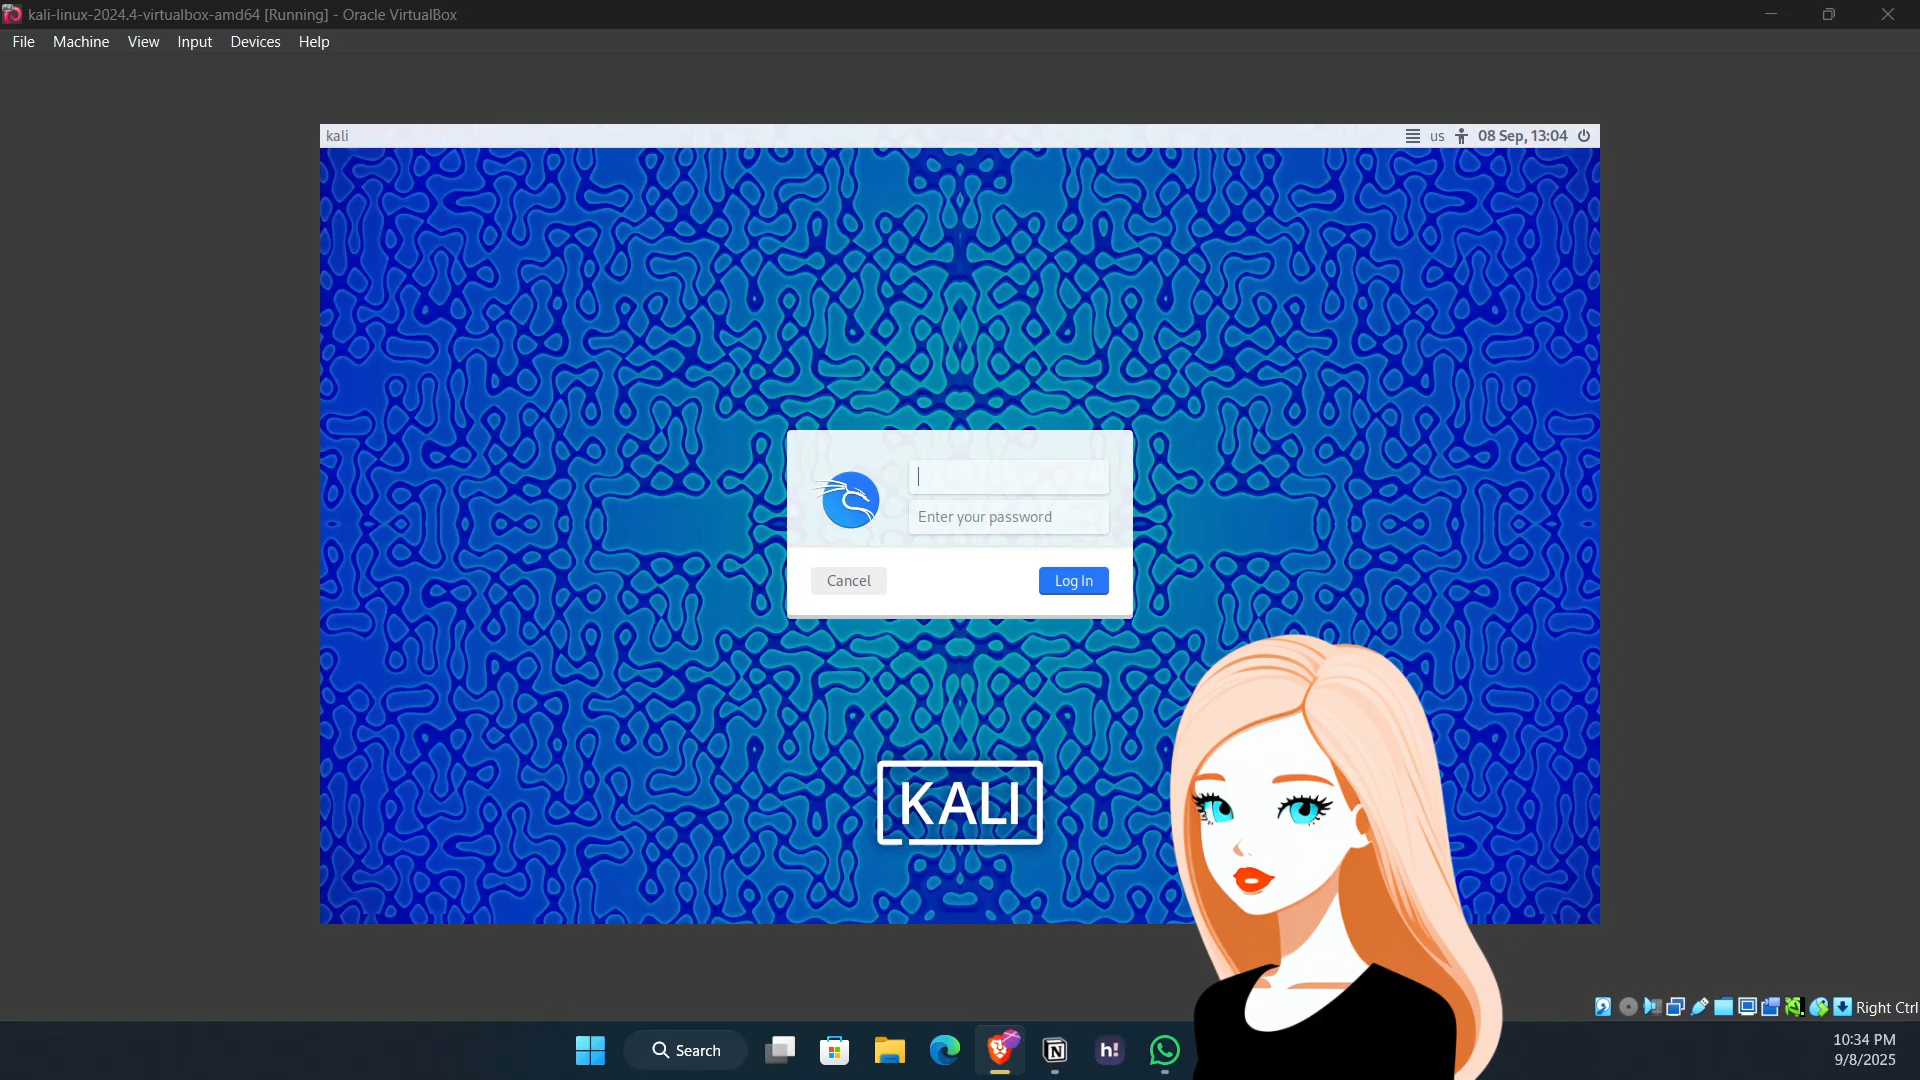 kali-linux-2024.4-virtualbox-amd64 [Running] - Oracle VirtualBox
File Machine View Input Devices Help
kali us 08 Sep, 13:04
Enter your password
Cancel Log In
KALI
Right Ctrl
Search h!
10:34 PM
9/8/2025